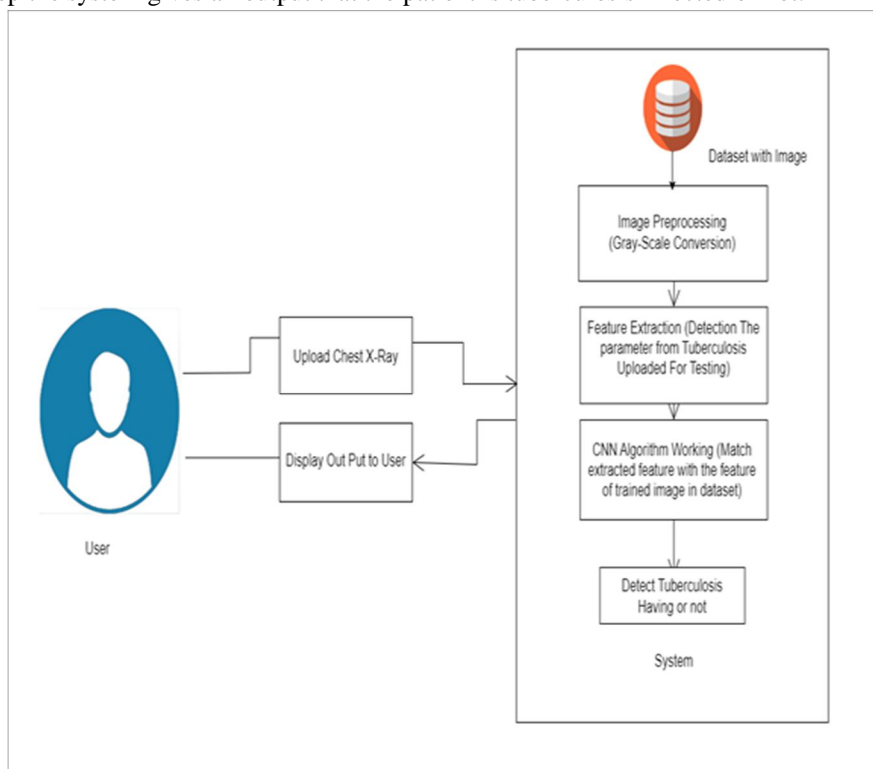 Dataset with Image
Image Preprocessing
(Gray-Scale Conversion)
Feature Extraction (Detection The
parameter from Tuberculosis
Uploaded For Testing)
CNN Algorithm Working (Match
extracted feature with the feature
of trained image in dataset)
Detect Tuberculosis
Having or not
System
Upload Chest X-Ray
Display Out Put to User
User